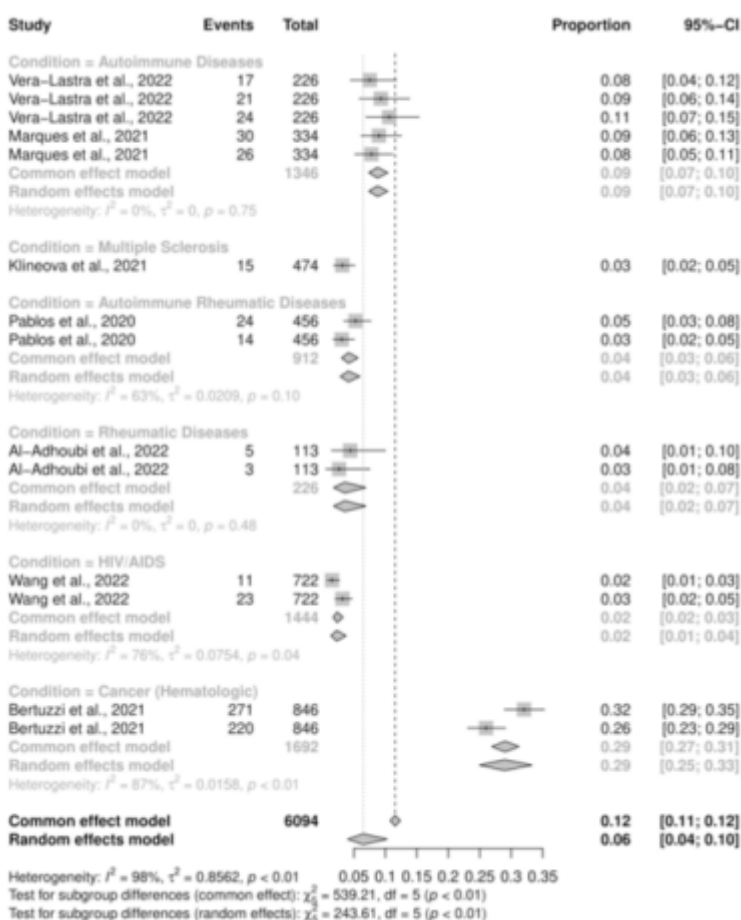 Study Events Total Proportion 95%-CI
Condition = Autoimmune Diseases
Vera-Lastra et al., 2022 17 226 0.08 [0.04; 0.12]
Vera-Lastra et al., 2022 21 226 0.09 [0.06; 0.14]
Vera-Lastra et al., 2022 24 226 0.11 [0.07; 0.15]
Marques et al., 2021 30 334 0.09 [0.06; 0.13]
Marques et al., 2021 26 334 0.08 [0.05; 0.11]
Common effect model 1346 0.09 [0.07; 0.10]
Random effects model 0.09 [0.07; 0.10]
Heterogeneity: I² = 0%, τ² = 0, p = 0.75
Condition = Multiple Sclerosis
Klineova et al., 2021 15 474 0.03 [0.02; 0.05]
Condition = Autoimmune Rheumatic Diseases
Pablos et al., 2020 24 456 0.05 [0.03; 0.08]
Pablos et al., 2020 14 456 0.03 [0.02; 0.05]
Common effect model 912 0.04 [0.03; 0.06]
Random effects model 0.04 [0.03; 0.06]
Heterogeneity: I² = 63%, τ² = 0.0209, p = 0.10
Condition = Rheumatic Diseases
Al-Adhoubi et al., 2022 5 113 0.04 [0.01; 0.10]
Al-Adhoubi et al., 2022 3 113 0.03 [0.01; 0.08]
Common effect model 226 0.04 [0.02; 0.07]
Random effects model 0.04 [0.02; 0.07]
Heterogeneity: I² = 0%, τ² = 0, p = 0.48
Condition = HIV/AIDS
Wang et al., 2022 11 722 0.02 [0.01; 0.03]
Wang et al., 2022 23 722 0.03 [0.02; 0.05]
Common effect model 1444 0.02 [0.02; 0.03]
Random effects model 0.02 [0.01; 0.04]
Heterogeneity: I² = 76%, τ² = 0.0754, p = 0.04
Condition = Cancer (Hematologic)
Bertuzzi et al., 2021 271 846 0.32 [0.29; 0.35]
Bertuzzi et al., 2021 220 846 0.26 [0.23; 0.29]
Common effect model 1692 0.29 [0.27; 0.31]
Random effects model 0.29 [0.25; 0.33]
Heterogeneity: I² = 87%, τ² = 0.0158, p < 0.01
Common effect model 6094 0.12 [0.11; 0.12]
Random effects model 0.06 [0.04; 0.10]
Heterogeneity: I² = 98%, τ² = 0.8562, p < 0.01 0.05 0.1 0.15 0.2 0.25 0.3 0.35
Test for subgroup differences (common effect): χ²₅ = 539.21, df = 5 (p < 0.01)
Test for subgroup differences (random effects): χ²₅ = 243.61, df = 5 (p < 0.01)